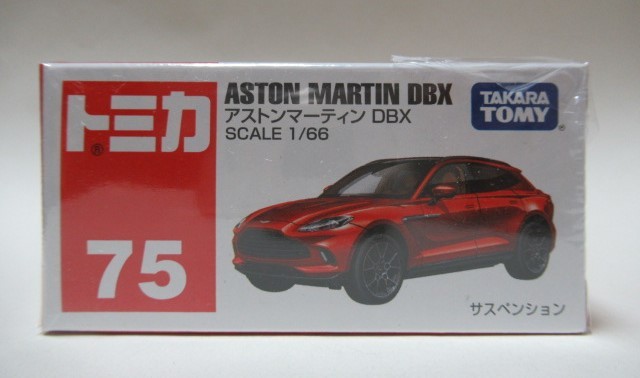 トミカ
®
75
ASTON MARTIN DBX
アストンマーティン DBX
SCALE 1/66
TAKARA
TOMY
®
サスペンション